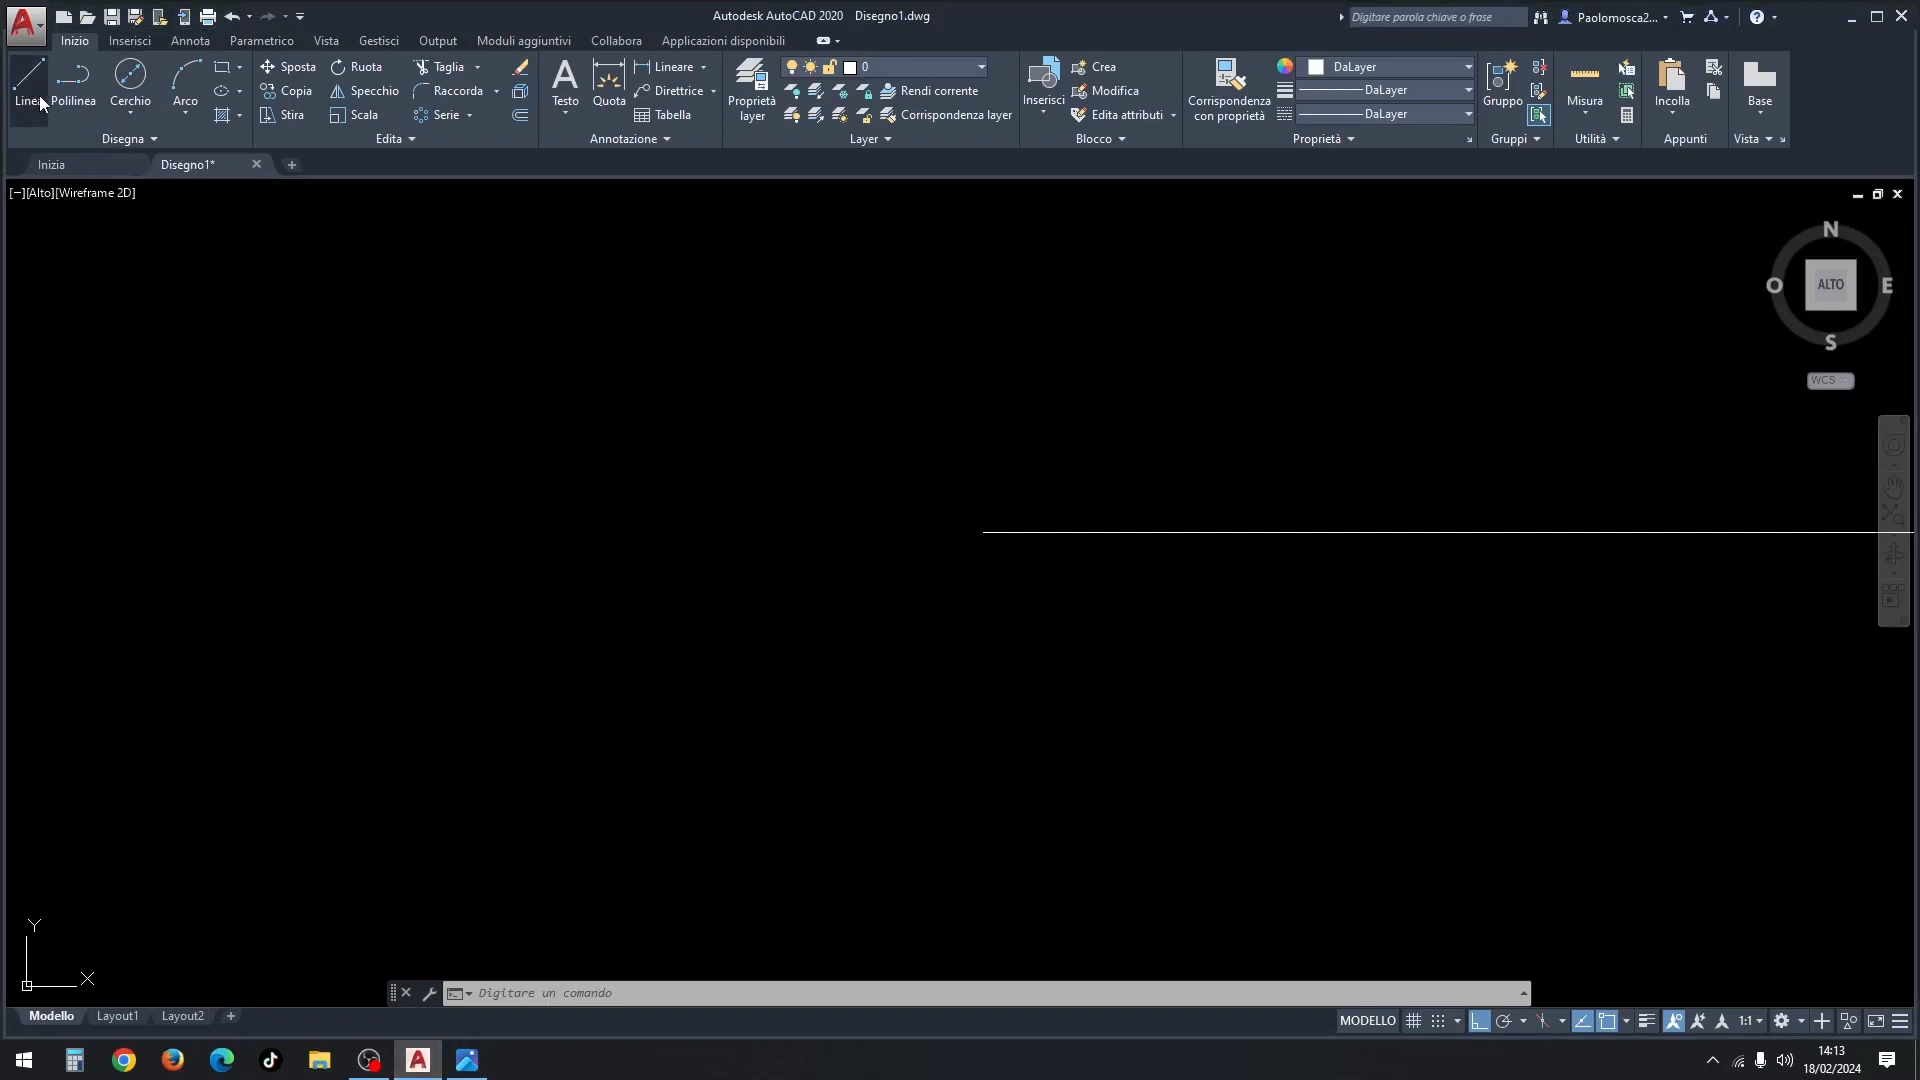 Autodesk AutoCAD 2020 Disegno1.dwg
Digitare parola chiave o frase
Paolomosca2...
Inizio Inserisci Annota Parametrico Vista Gestisci Output Moduli aggiuntivi Collabora Applicazioni disponibili
Linea Polilinea Cerchio Arco
Sposta Ruota Taglia
Copia Specchio Raccorda
Stira Scala Serie
Testo Quota
Lineare
Direttrice
Tabella
Proprietà
layer
0
Rendi corrente
Corrispondenza layer
Inserisci
Crea
Modifica
Edita attributi
Corrispondenza
con proprietà
DaLayer
DaLayer
DaLayer
Gruppo
Misura
Incolla
Base
Disegna Edita Annotazione Layer Blocco Proprietà Gruppi Utilità Appunti Vista
Inizia Disegno1*
[−][Alto][Wireframe 2D]
N
O ALTO E
S
WCS
Y
X
Digitare un comando
Modello Layout1 Layout2
MODELLO 1:1
14:13
18/02/2024